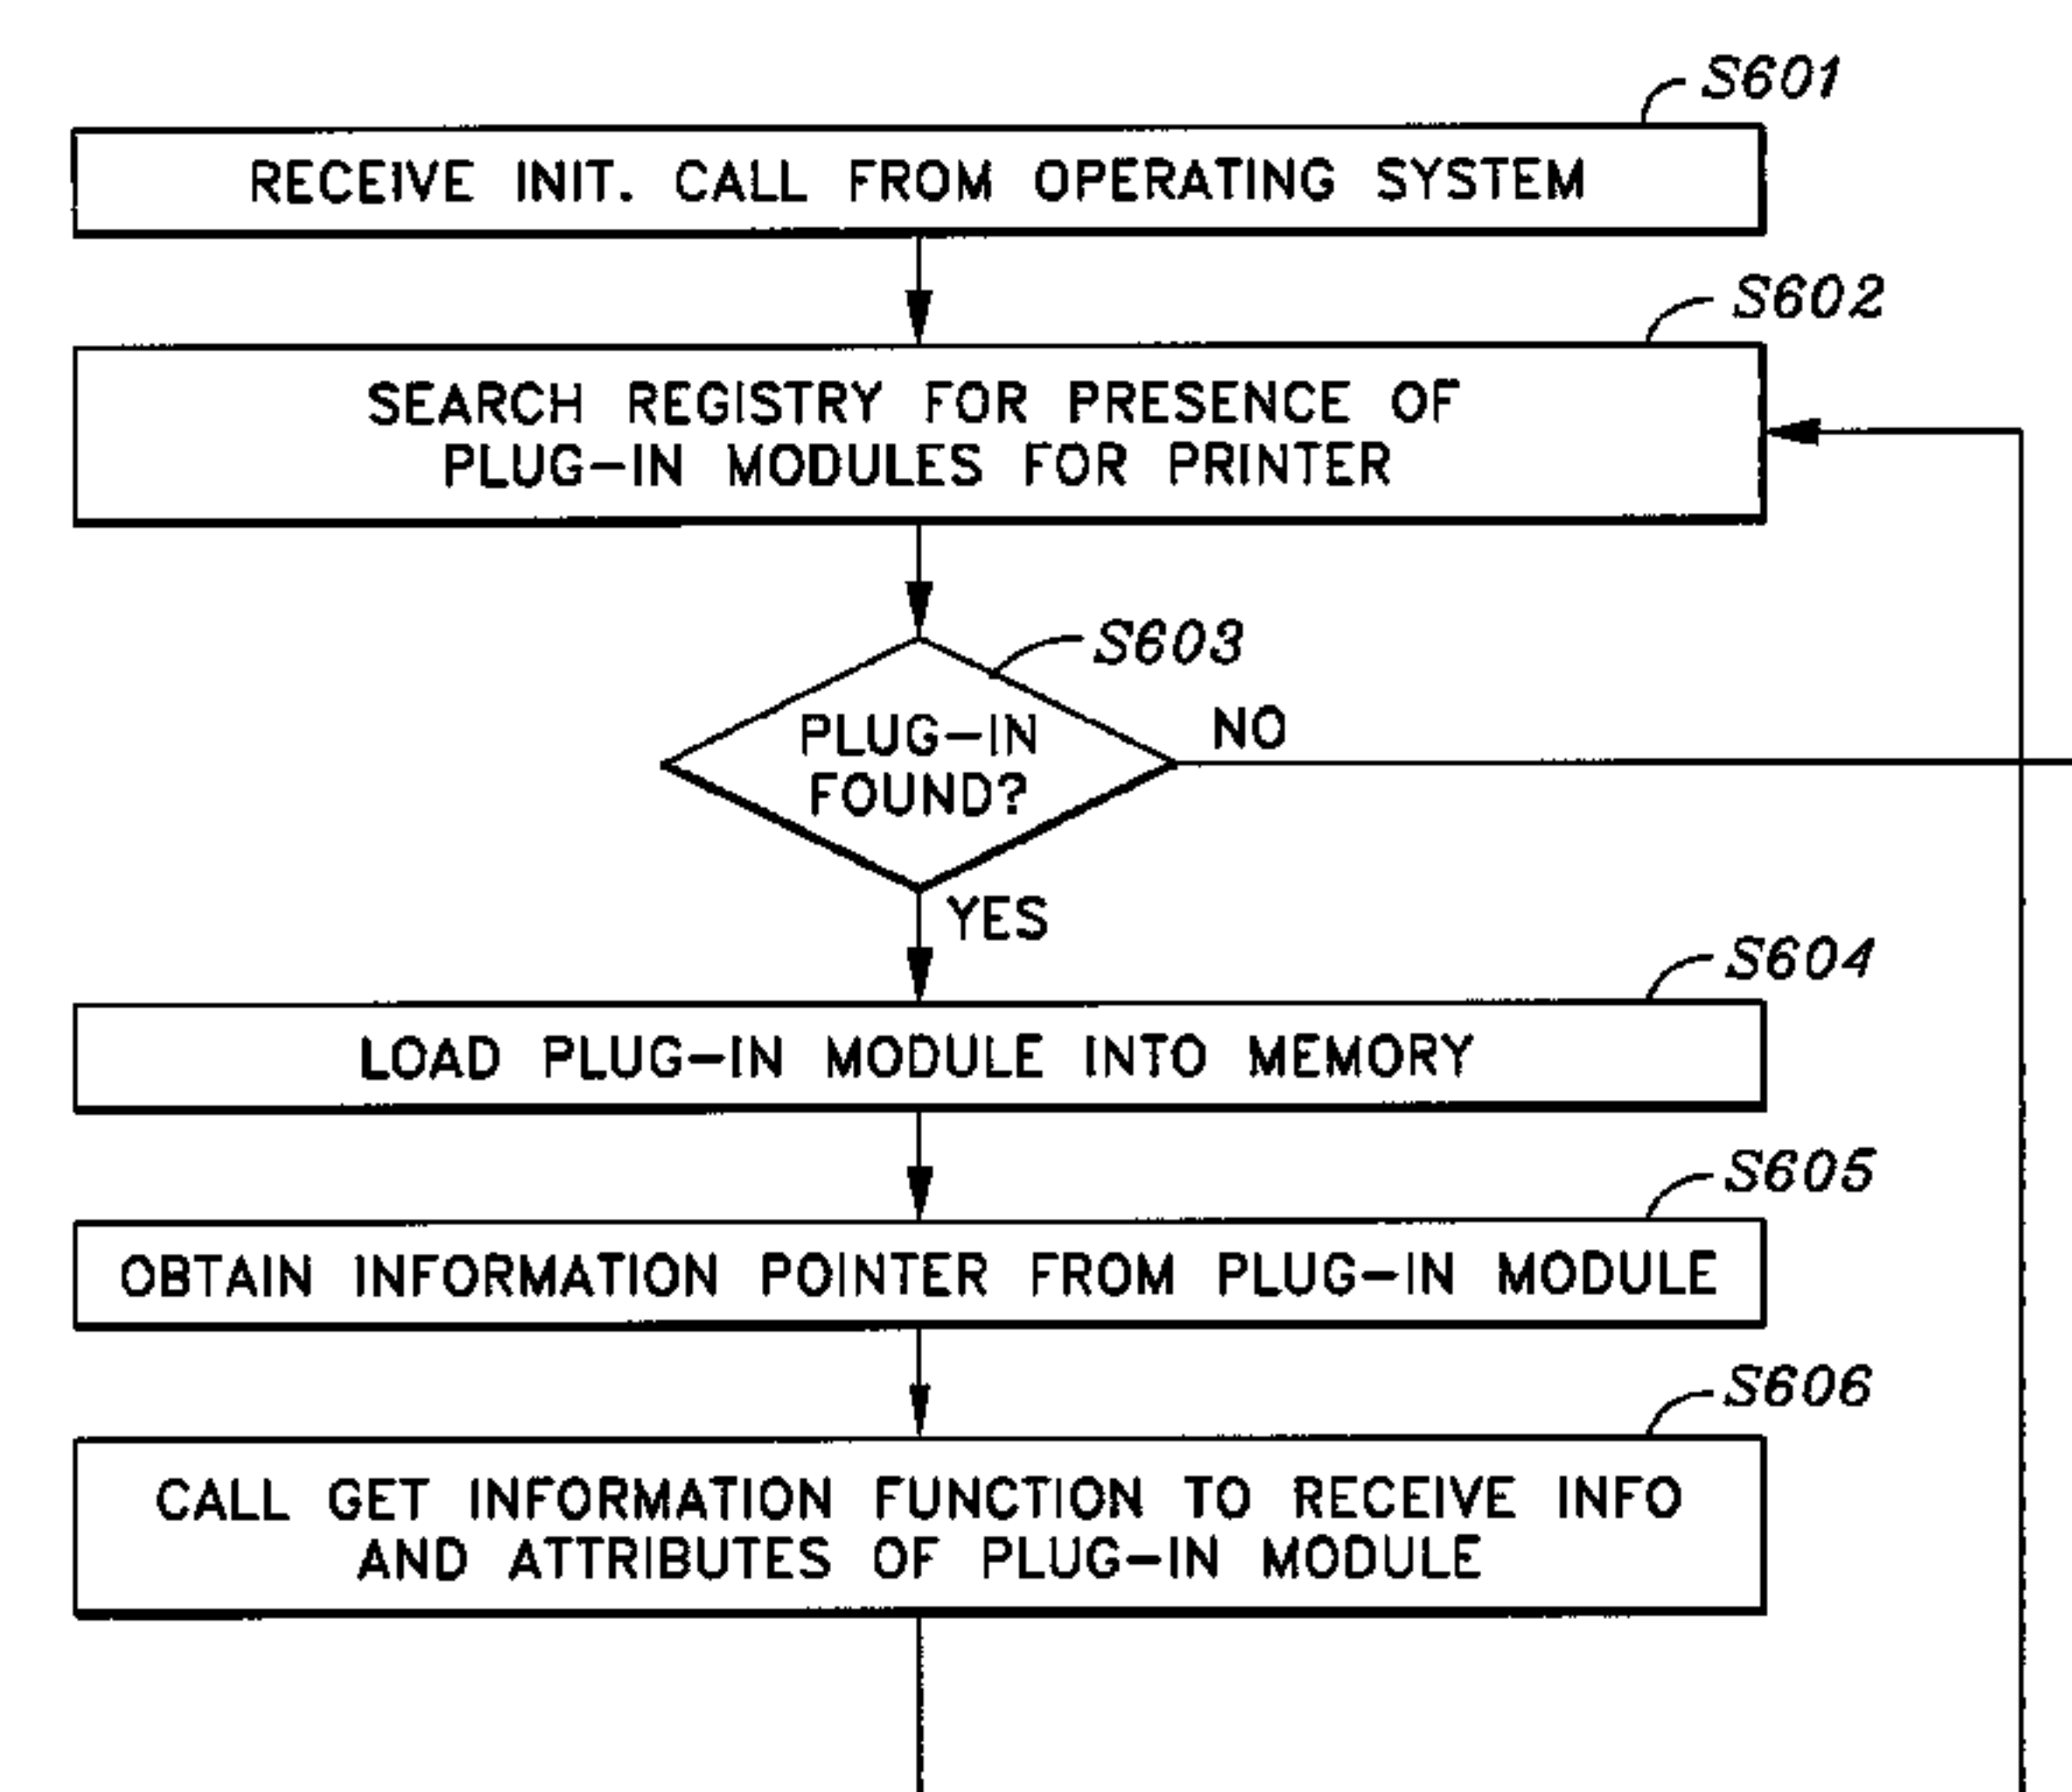 S601
RECEIVE INIT. CALL FROM OPERATING SYSTEM
S602
SEARCH REGISTRY FOR PRESENCE OF
PLUG-IN MODULES FOR PRINTER
S603
PLUG-IN
FOUND?
NO
YES
S604
LOAD PLUG-IN MODULE INTO MEMORY
S605
OBTAIN INFORMATION POINTER FROM PLUG-IN MODULE
S606
CALL GET INFORMATION FUNCTION TO RECEIVE INFO
AND ATTRIBUTES OF PLUG-IN MODULE